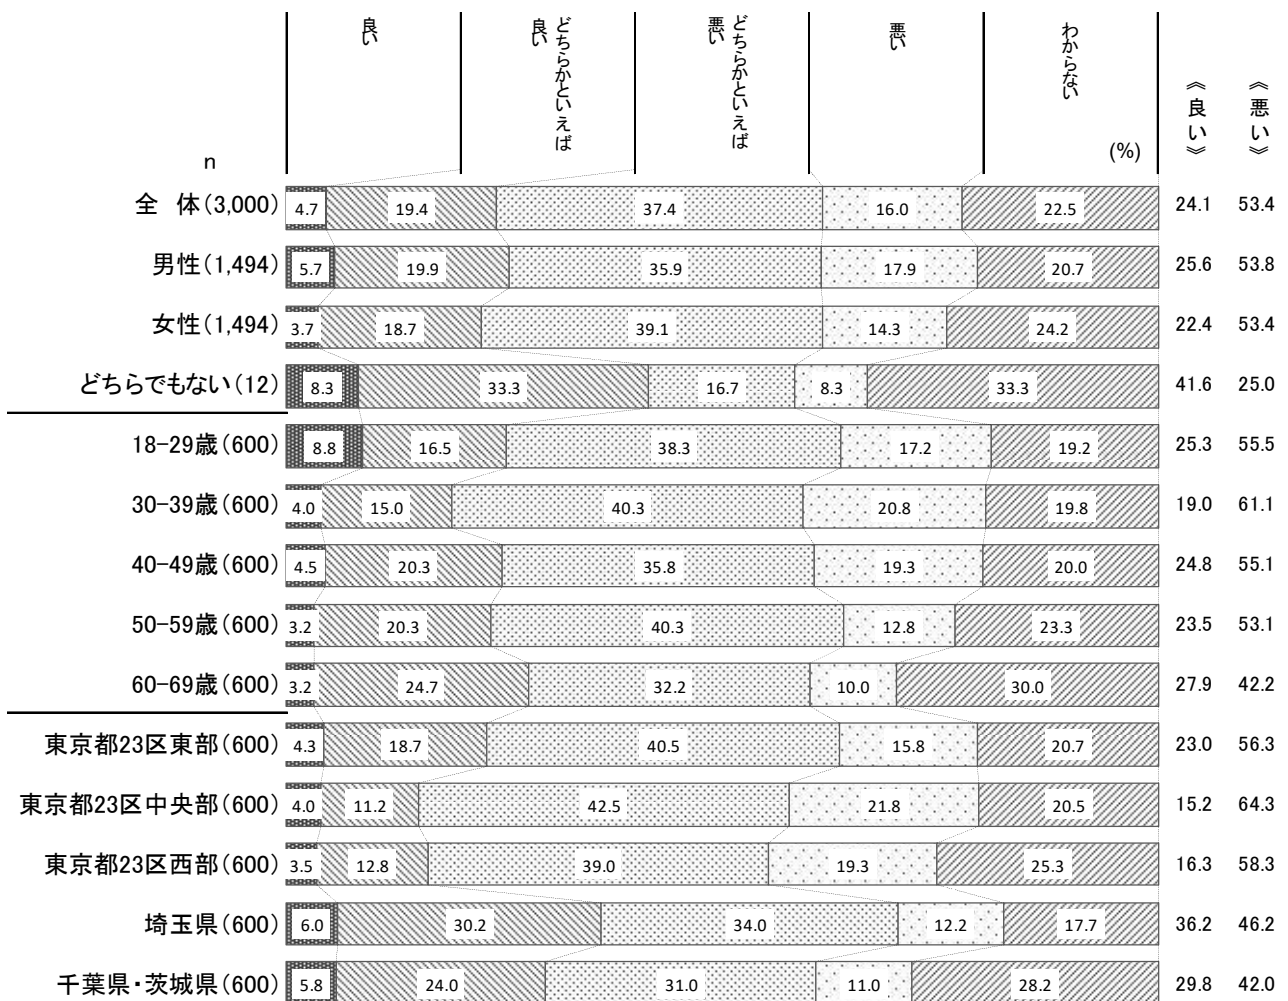 良い
どちらかといえば
良い
どちらかといえば
悪い
悪い
わからない
《良い》
《悪い》
(%)
n
全 体(3,000) 4.7 19.4 37.4 16.0 22.5 24.1 53.4
男性(1,494) 5.7 19.9 35.9 17.9 20.7 25.6 53.8
女性(1,494) 3.7 18.7 39.1 14.3 24.2 22.4 53.4
どちらでもない(12) 8.3 33.3 16.7 8.3 33.3 41.6 25.0
18-29歳(600) 8.8 16.5 38.3 17.2 19.2 25.3 55.5
30-39歳(600) 4.0 15.0 40.3 20.8 19.8 19.0 61.1
40-49歳(600) 4.5 20.3 35.8 19.3 20.0 24.8 55.1
50-59歳(600) 3.2 20.3 40.3 12.8 23.3 23.5 53.1
60-69歳(600) 3.2 24.7 32.2 10.0 30.0 27.9 42.2
東京都23区東部(600) 4.3 18.7 40.5 15.8 20.7 23.0 56.3
東京都23区中央部(600) 4.0 11.2 42.5 21.8 20.5 15.2 64.3
東京都23区西部(600) 3.5 12.8 39.0 19.3 25.3 16.3 58.3
埼玉県(600) 6.0 30.2 34.0 12.2 17.7 36.2 46.2
千葉県・茨城県(600) 5.8 24.0 31.0 11.0 28.2 29.8 42.0